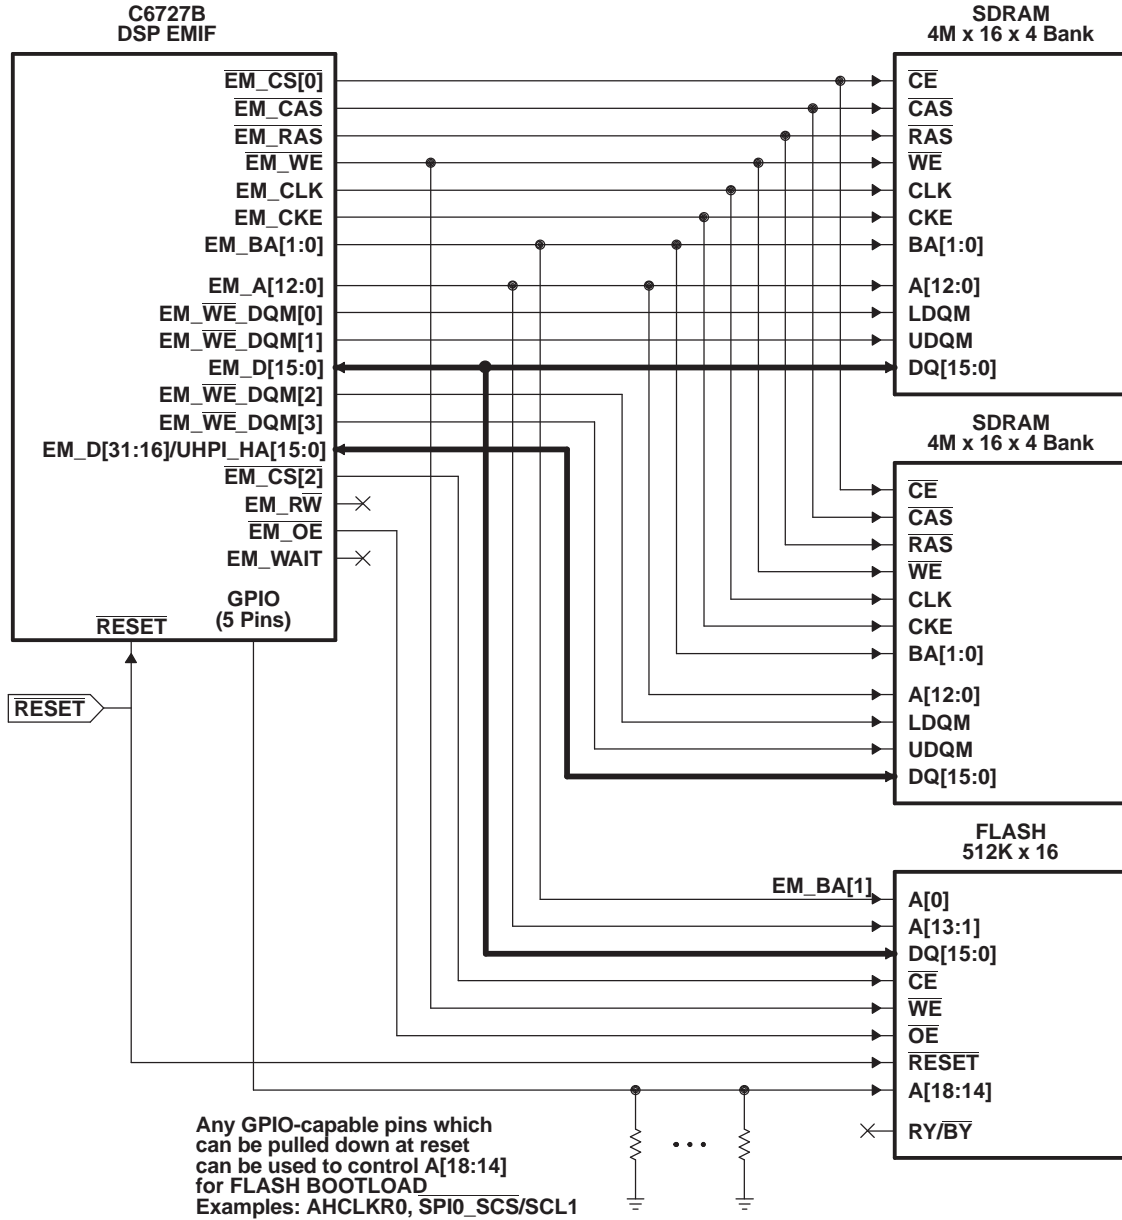 C6727B
DSP EMIF
EM_CS[0]
EM_CAS
EM_RAS
EM_WE
EM_CLK
EM_CKE
EM_BA[1:0]
EM_A[12:0]
EM_WE_DQM[0]
EM_WE_DQM[1]
EM_D[15:0]
EM_WE_DQM[2]
EM_WE_DQM[3]
EM_D[31:16]/UHPI_HA[15:0]
EM_CS[2]
EM_RW
EM_OE
EM_WAIT
GPIO
(5 Pins)
RESET
RESET
SDRAM
4M x 16 x 4 Bank
CE
CAS
RAS
WE
CLK
CKE
BA[1:0]
A[12:0]
LDQM
UDQM
DQ[15:0]
SDRAM
4M x 16 x 4 Bank
CE
CAS
RAS
WE
CLK
CKE
BA[1:0]
A[12:0]
LDQM
UDQM
DQ[15:0]
FLASH
512K x 16
EM_BA[1]
A[0]
A[13:1]
DQ[15:0]
CE
WE
OE
RESET
A[18:14]
RY/BY
Any GPIO-capable pins which
can be pulled down at reset
can be used to control A[18:14]
for FLASH BOOTLOAD
Examples: AHCLKR0, SPI0_SCS/SCL1